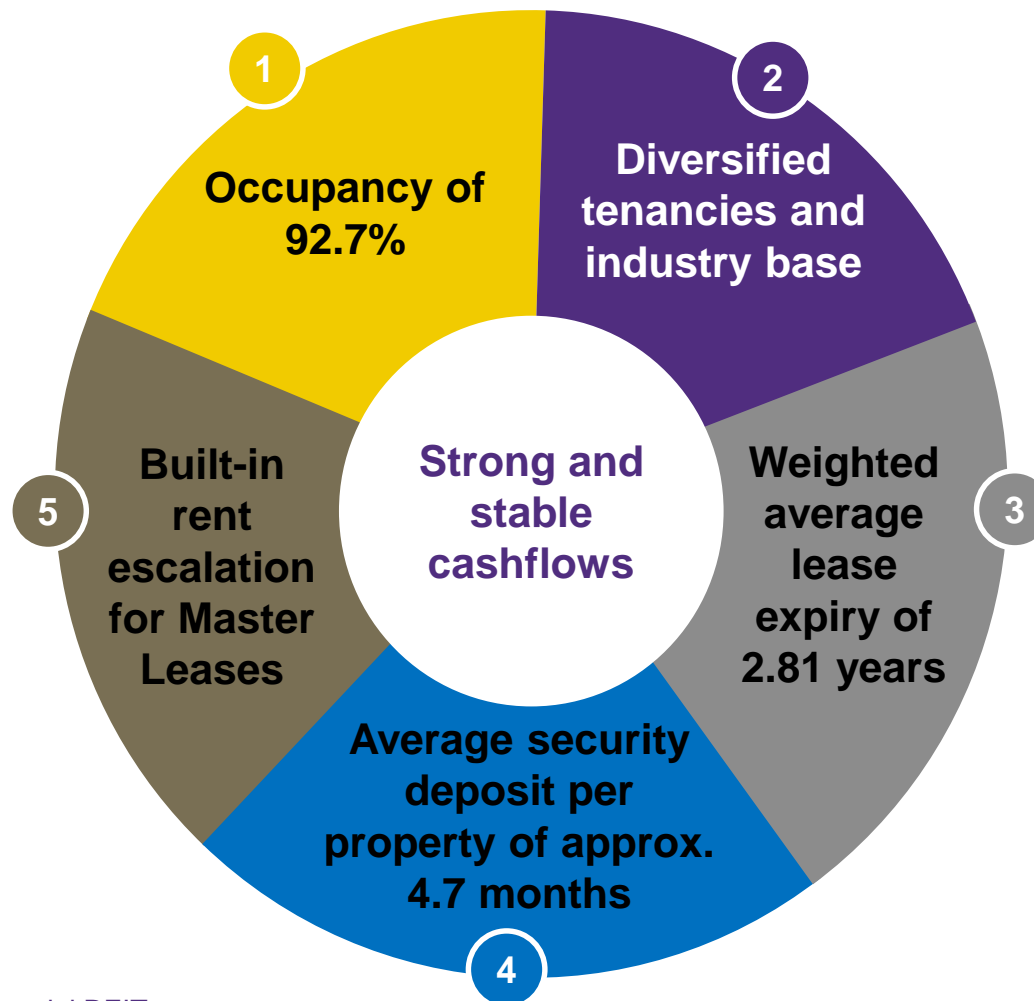 1
Occupancy of
92.7%
2
Diversified
tenancies and
industry base
3
Weighted
average
lease
expiry of
2.81 years
4
Average security
deposit per
property of approx.
4.7 months
5
Built-in
rent
escalation
for Master
Leases
Strong and
stable
cashflows